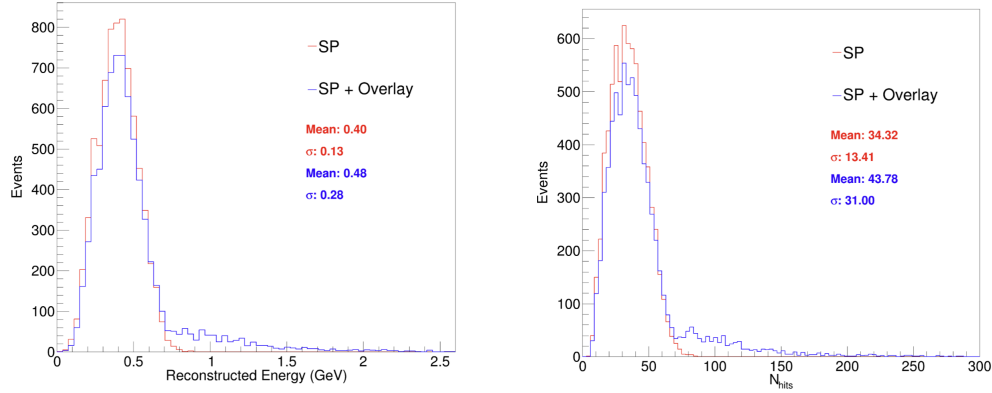 800
700
600
500
400
300
200
100
0
Events
SP
SP + Overlay
Mean: 0.40
σ: 0.13
Mean: 0.48
σ: 0.28
0 0.5 1 1.5 2 2.5
Reconstructed Energy (GeV)
600
500
400
300
200
100
0
Events
SP
SP + Overlay
Mean: 34.32
σ: 13.41
Mean: 43.78
σ: 31.00
0 50 100 150 200 250 300
Nhits